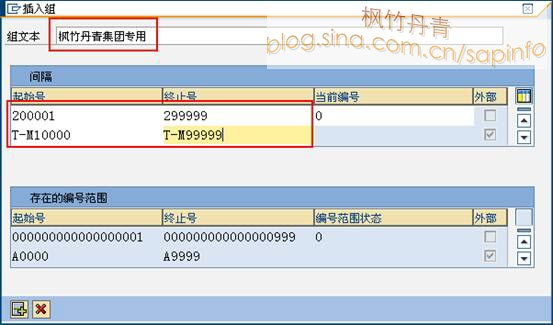 插入组
组文本 枫竹丹青集团专用
枫竹丹青
blog.sina.com.cn/sapinfo
间隔
起始号 终止号 当前编号 外部
200001 299999 0
T-M10000 T-M99999
存在的编号范围
起始号 终止号 编号范围状态 外部
000000000000000001 000000000000000999 0
A0000 A9999